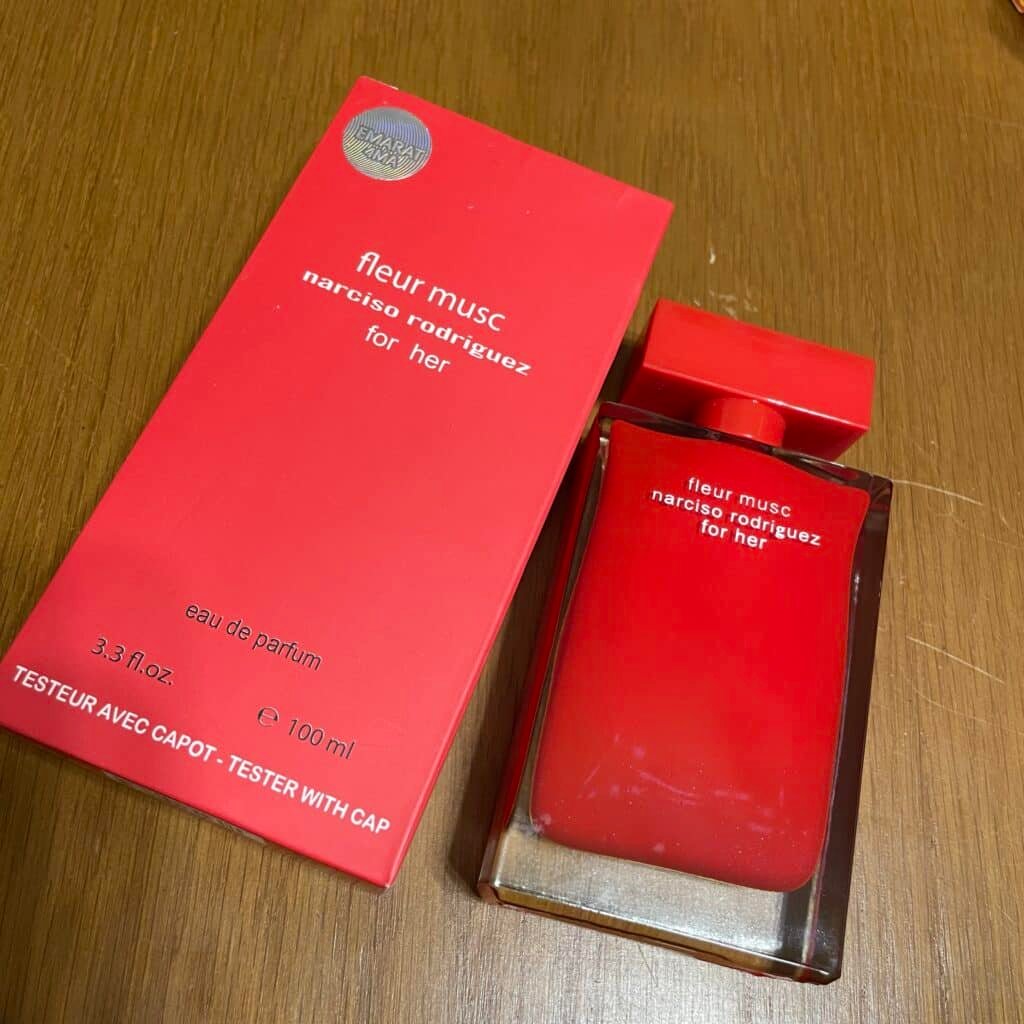 EMARAT
4MA
fleur musc
narciso rodriguez
for her
eau de parfum
3.3 fl.oz.
℮ 100 ml
TESTEUR AVEC CAPOT - TESTER WITH CAP
fleur musc
narciso rodriguez
for her